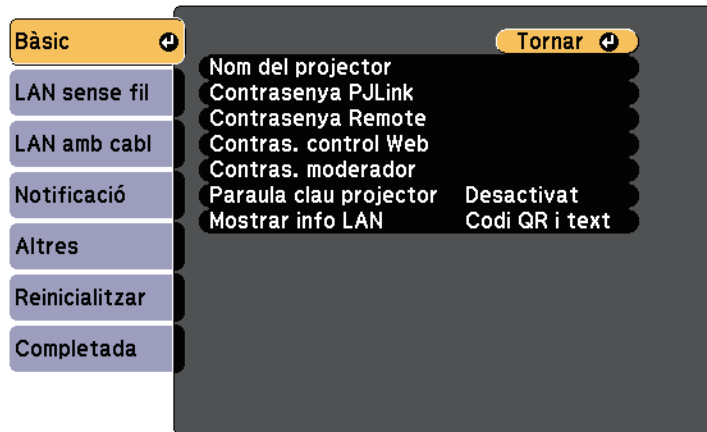 Bàsic
LAN sense fil
LAN amb cabl
Notificació
Altres
Reinicialitzar
Completada
Tornar
Nom del projector
Contrasenya PJLink
Contrasenya Remote
Contras. control Web
Contras. moderador
Paraula clau projector Desactivat
Mostrar info LAN Codi QR i text